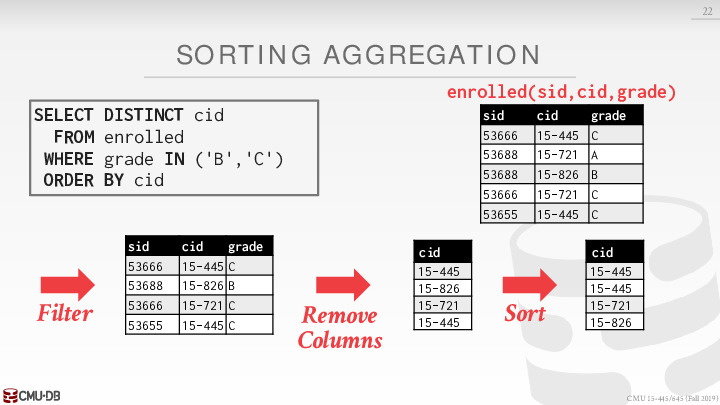 22
SORTING AGGREGATION
enrolled(sid,cid,grade)
SELECT DISTINCT cid
FROM enrolled
WHERE grade IN ('B','C')
ORDER BY cid
sid cid grade
53666 15-445 C
53688 15-721 A
53688 15-826 B
53666 15-721 C
53655 15-445 C
Filter
sid cid grade
53666 15-445 C
53688 15-826 B
53666 15-721 C
53655 15-445 C
Remove
Columns
cid
15-445
15-826
15-721
15-445
Sort
cid
15-445
15-445
15-721
15-826
CMU·DB
CMU 15-445/645 (Fall 2019)